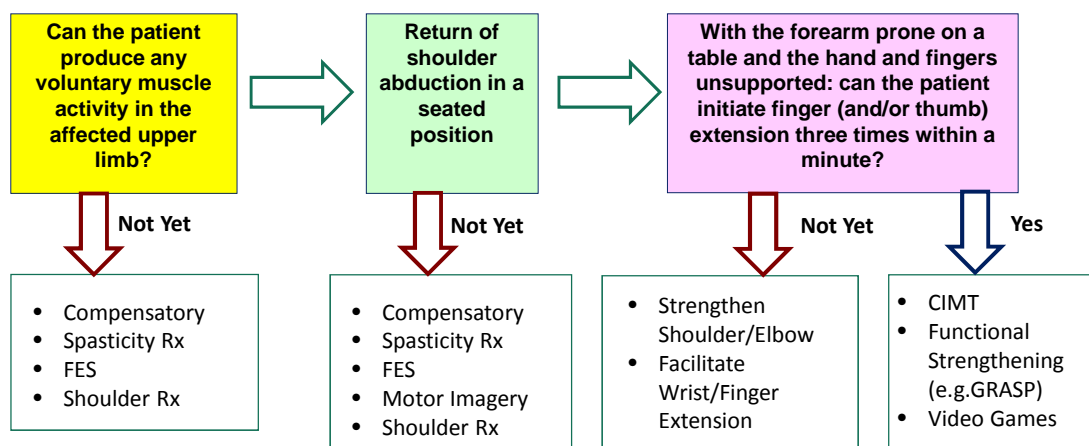 Can the patient
produce any
voluntary muscle
activity in the
affected upper
limb?
Return of
shoulder
abduction in a
seated
position
With the forearm prone on a
table and the hand and fingers
unsupported: can the patient
initiate finger (and/or thumb)
extension three times within a
minute?
Not Yet
Not Yet
Not Yet
Yes
• Compensatory
• Spasticity Rx
• FES
• Shoulder Rx
• Compensatory
• Spasticity Rx
• FES
• Motor Imagery
• Shoulder Rx
• Strengthen
Shoulder/Elbow
• Facilitate
Wrist/Finger
Extension
• CIMT
• Functional
Strengthening
(e.g.GRASP)
• Video Games